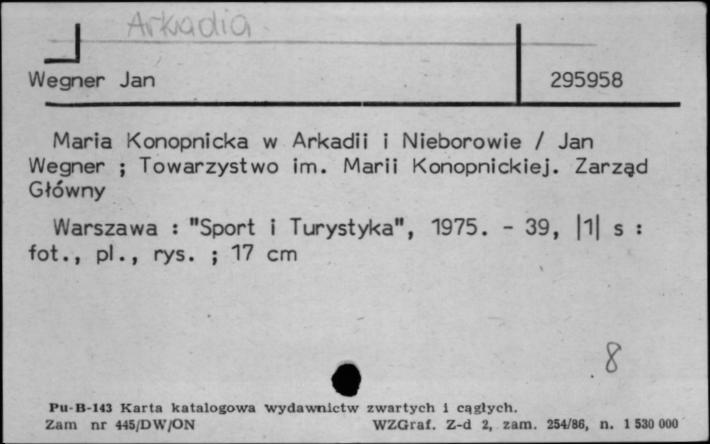 Arkadia
Wegner Jan 295958
Maria Konopnicka w Arkadii i Nieborowie / Jan
Wegner ; Towarzystwo im. Marii Konopnickiej. Zarząd
Główny
Warszawa : "Sport i Turystyka", 1975. - 39, |1| s :
fot., pl., rys. ; 17 cm
8
Pu-B-143 Karta katalogowa wydawnictw zwartych i cągłych.
Zam nr 445/DW/ON WZGraf. Z-d 2, zam. 254/86, n. 1 530 000